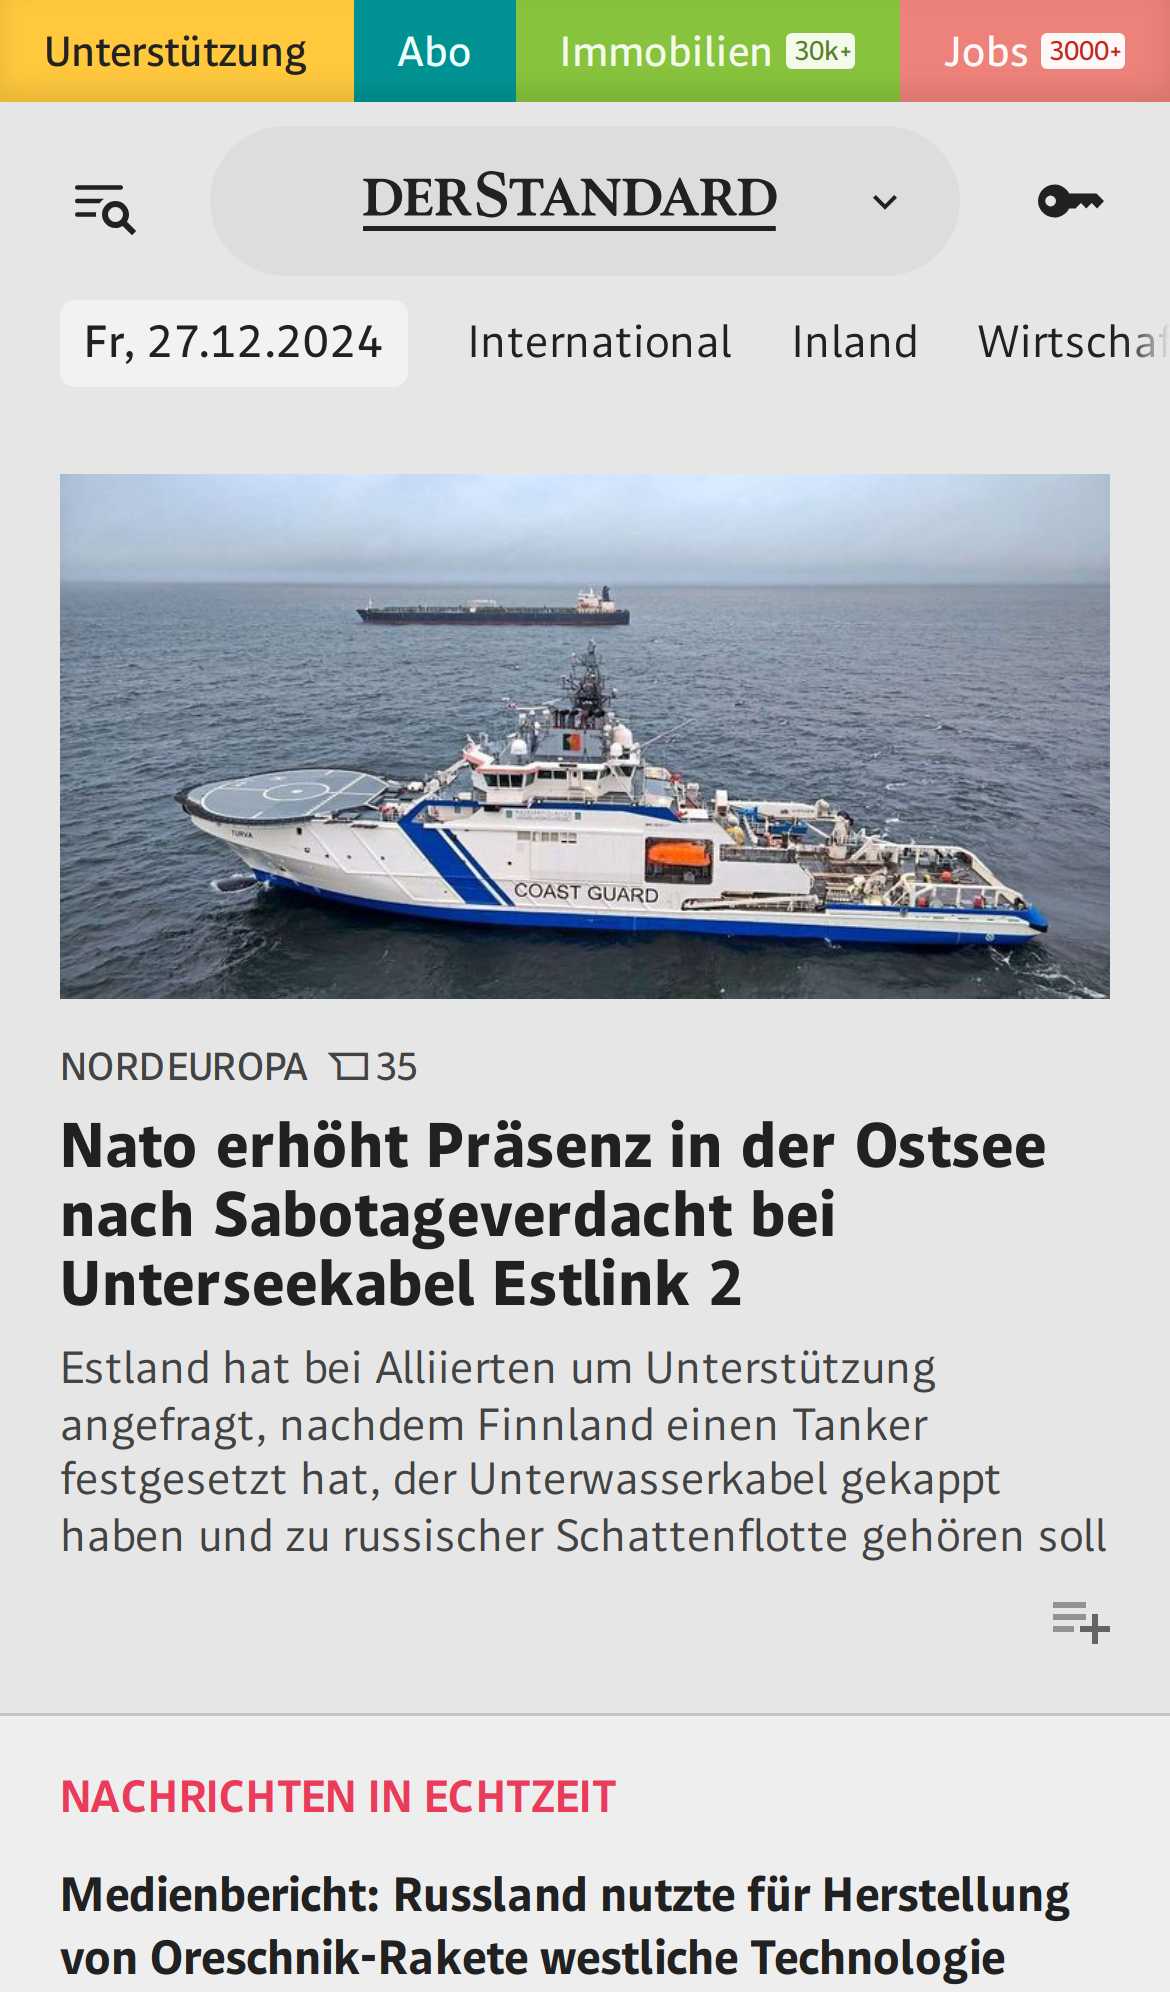 Unterstützung Abo Immobilien 30k+ Jobs 3000+
DERSTANDARD
Fr, 27.12.2024 International Inland
TURVA
COAST GUARD
NORDEUROPA 35
Nato erhöht Präsenz in der Ostsee
nach Sabotageverdacht bei
Unterseekabel Estlink 2
Estland hat bei Alliierten um Unterstützung
angefragt, nachdem Finnland einen Tanker
festgesetzt hat, der Unterwasserkabel gekappt
haben und zu russischer Schattenflotte gehören soll
NACHRICHTEN IN ECHTZEIT
Medienbericht: Russland nutzte für Herstellung
von Oreschnik-Rakete westliche Technologie